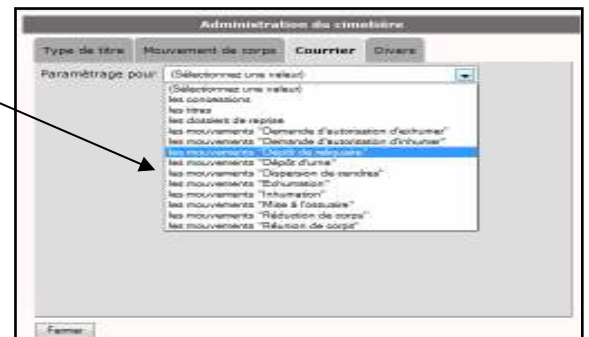 Administration du cimetière
Type de titre Mouvement de corps Courrier Divers
Paramètrage pour (Sélectionnez une valeur)
(Sélectionnez une valeur)
les concessions
les titres
les dossiers de reprise
les mouvements "Demande d'autorisation d'exhumer"
les mouvements "Demande d'autorisation d'inhumer"
les mouvements "Dépôt de reliquaire"
les mouvements "Dépôt d'urne"
les mouvements "Dispersion de cendres"
les mouvements "Exhumation"
les mouvements "Inhumation"
les mouvements "Mise à l'ossuaire"
les mouvements "Réduction de corps"
les mouvements "Réunion de corps"
Fermer